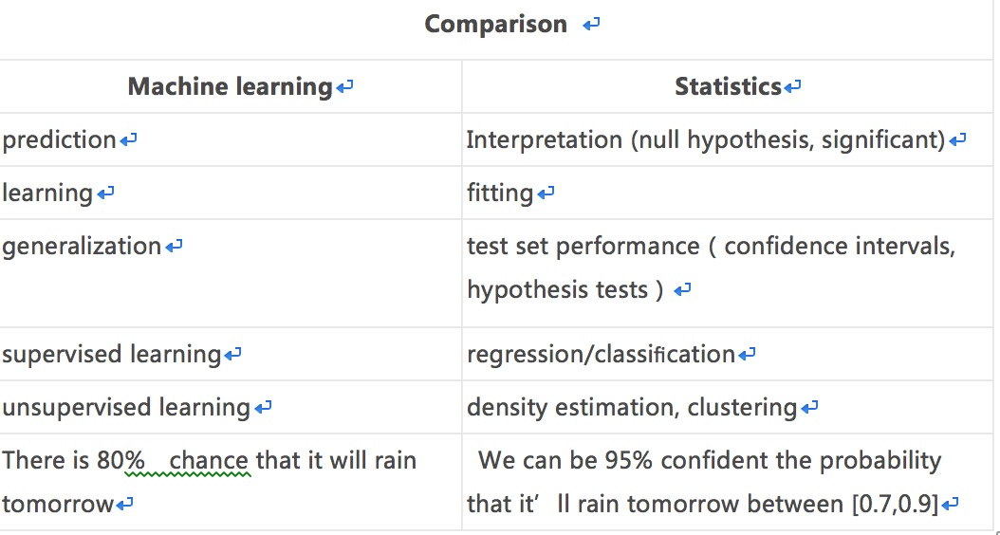 Comparison
Machine learning
Statistics
prediction
Interpretation (null hypothesis, significant)
learning
fitting
generalization
test set performance ( confidence intervals,
hypothesis tests )
supervised learning
regression/classification
unsupervised learning
density estimation, clustering
There is 80% chance that it will rain
tomorrow
We can be 95% confident the probability
that it’ ll rain tomorrow between [0.7,0.9]